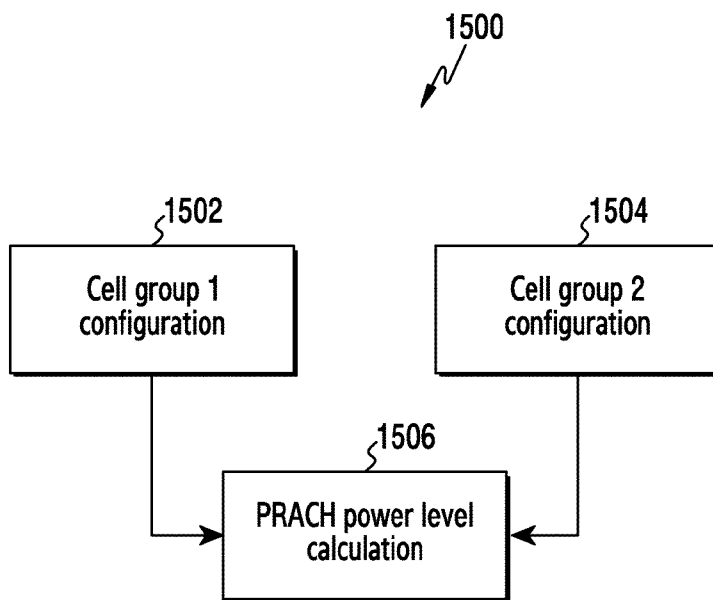 1500
1502
1504
Cell group 1
configuration
Cell group 2
configuration
1506
PRACH power level
calculation